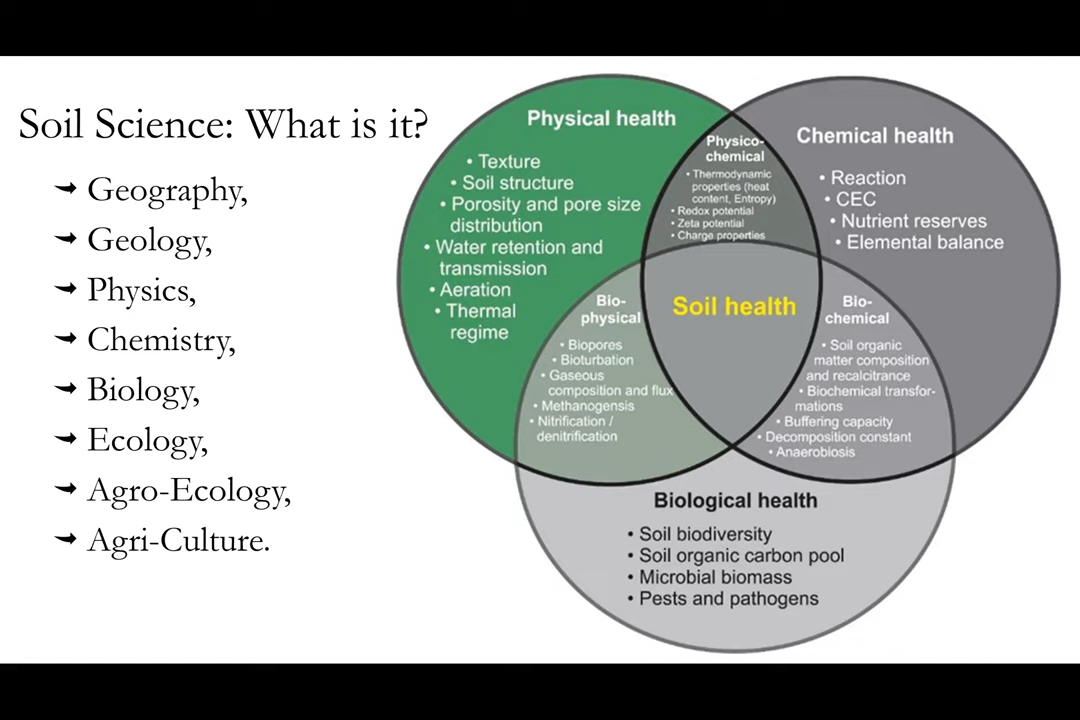 Soil Science: What is it?
Geography,
Geology,
Physics,
Chemistry,
Biology,
Ecology,
Agro-Ecology,
Agri-Culture.
Physical health
• Texture
• Soil structure
• Porosity and pore size
distribution
• Water retention and
transmission
• Aeration
• Thermal
regime
Physico-
chemical
• Thermodynamic
properties (heat
content, Entropy)
• Redox potential
• Zeta potential
• Charge properties
Chemical health
• Reaction
• CEC
• Nutrient reserves
• Elemental balance
Soil health
Bio-
physical
• Biopores
• Bioturbation
• Gaseous
composition and flux
• Methanogensis
• Nitrification /
denitrification
Bio-
chemical
• Soil organic
matter composition
and recalcitrance
• Biochemical transfor-
mations
• Buffering capacity
• Decomposition constant
• Anaerobiosis
Biological health
• Soil biodiversity
• Soil organic carbon pool
• Microbial biomass
• Pests and pathogens